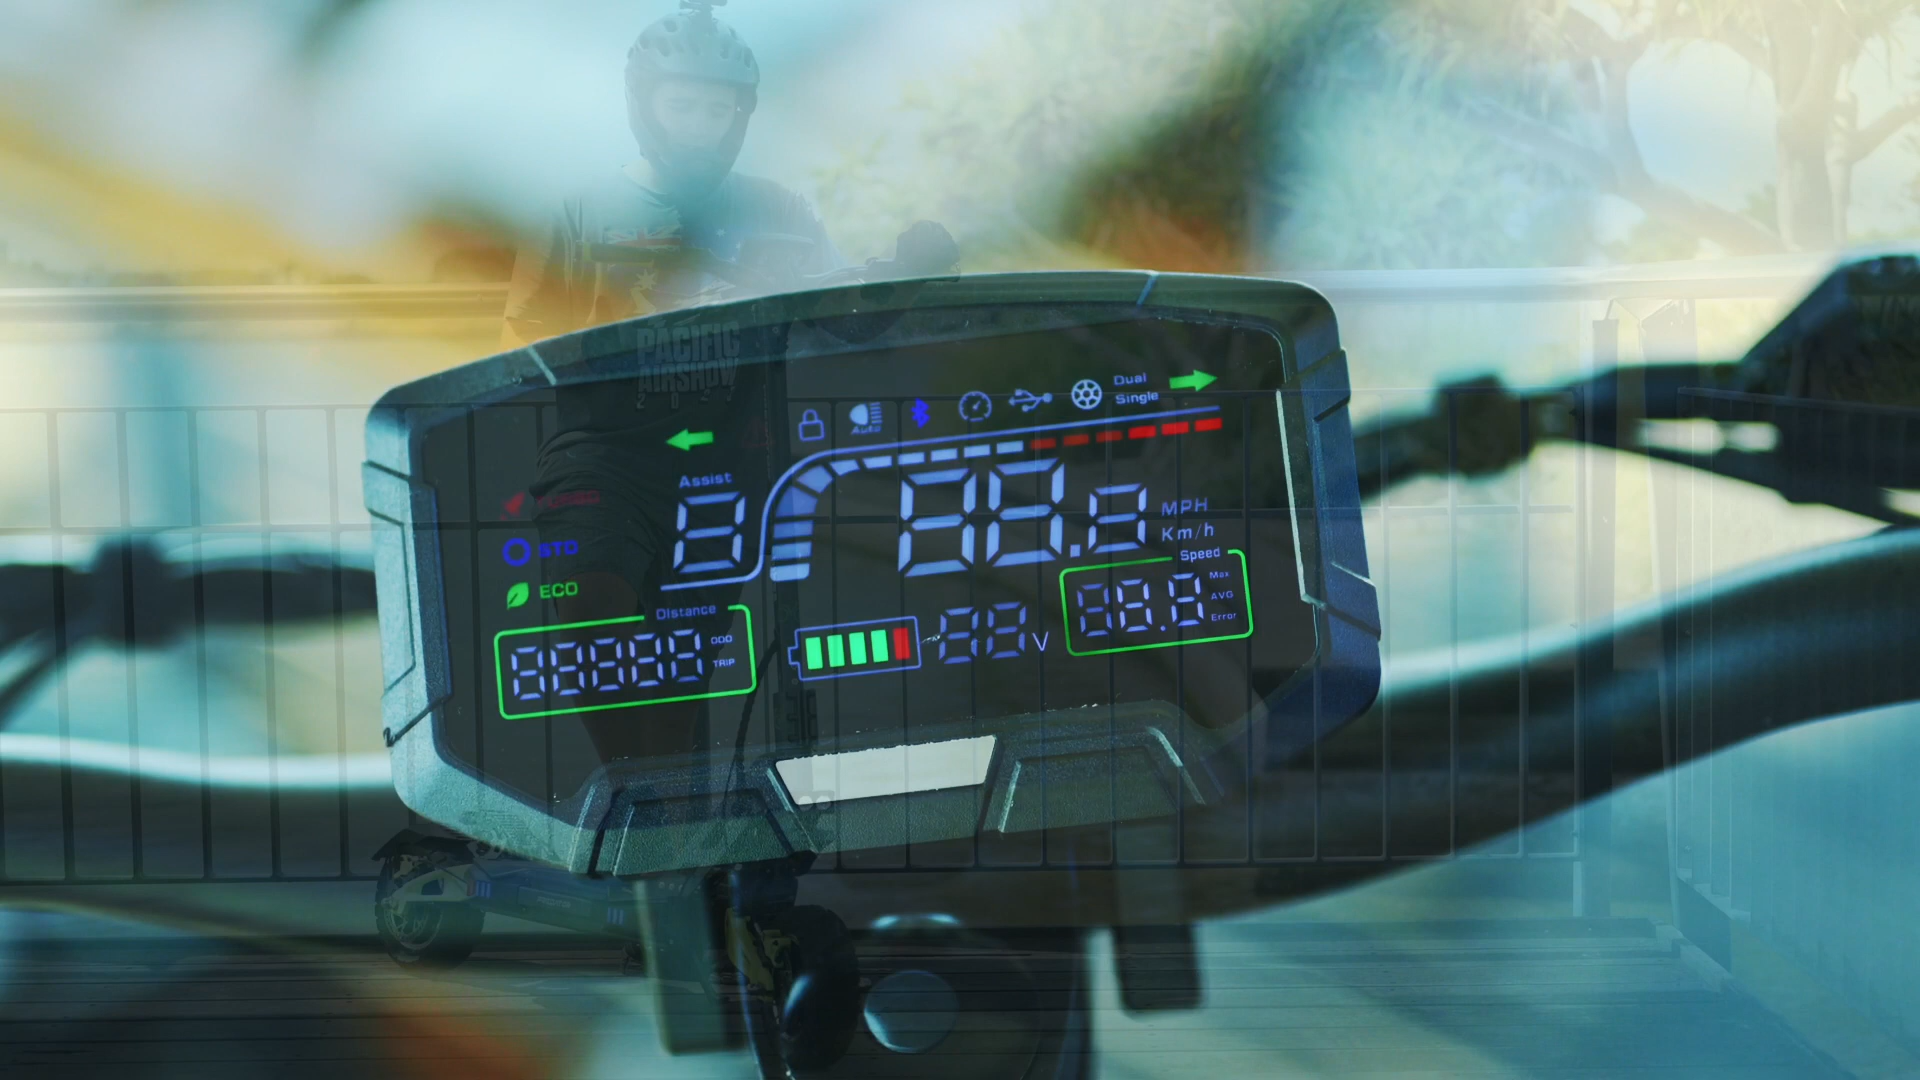 PACIFIC
AIRSHOW
Auto
Dual
Single
Assist
8
88.8
MPH
Km/h
TURBO
STD
ECO
Speed
88.8
Max
AVG
Error
Distance
88888
ODO
TRIP
88 V